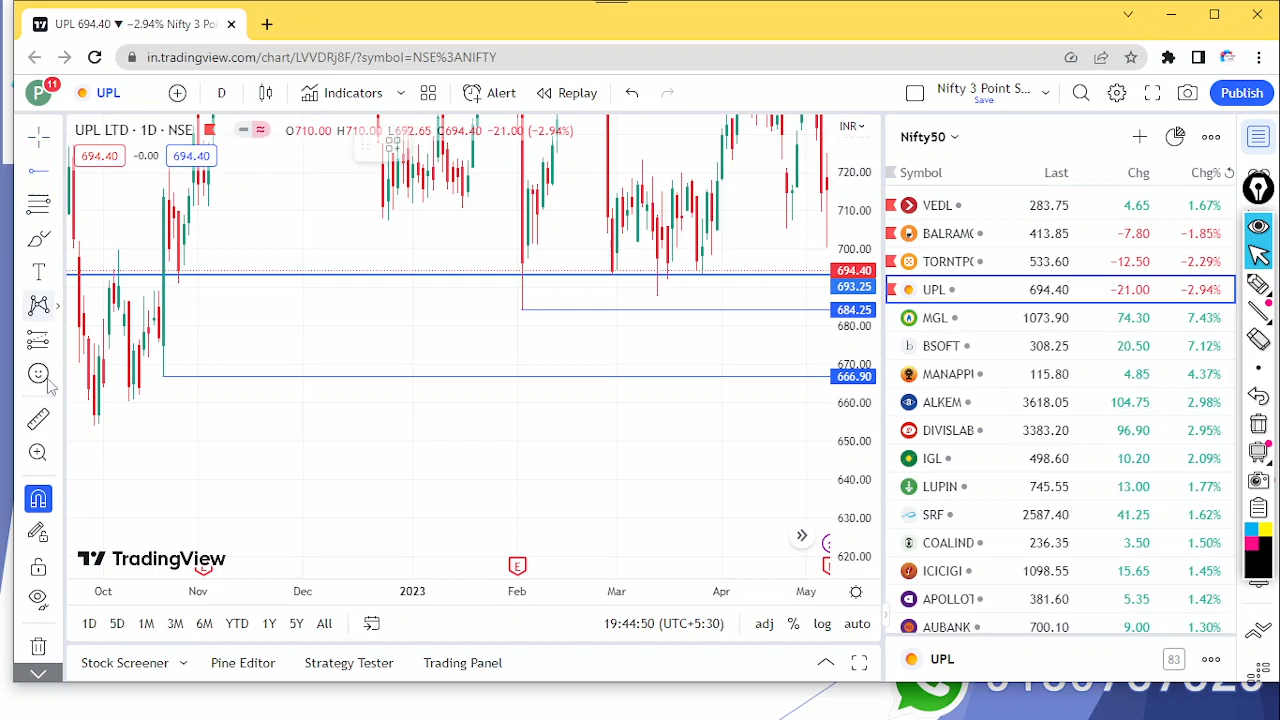 UPL 694.40 ▼ −2.94% Nifty 3 Poi
in.tradingview.com/chart/LVVDRj8F/?symbol=NSE%3ANIFTY
P 11 UPL D Indicators Alert Replay Nifty 3 Point S... Save Publish
UPL LTD · 1D · NSE O710.00 H710.00 L692.65 C694.40 −21.00 (−2.94%) INR
694.40 −0.00 694.40
720.00
710.00
700.00
694.40
693.25
684.25
680.00
670.00
666.90
660.00
650.00
640.00
630.00
620.00
TradingView
E E
Oct Nov Dec 2023 Feb Mar Apr May
1D 5D 1M 3M 6M YTD 1Y 5Y All 19:44:50 (UTC+5:30) adj % log auto
Stock Screener Pine Editor Strategy Tester Trading Panel
Nifty50
Symbol Last Chg Chg%
VEDL 283.75 4.65 1.67%
BALRAMC 413.85 −7.80 −1.85%
TORNTPC 533.60 −12.50 −2.29%
UPL 694.40 −21.00 −2.94%
MGL 1073.90 74.30 7.43%
b BSOFT 308.25 20.50 7.12%
MANAPPU 115.80 4.85 4.37%
ALKEM 3618.05 104.75 2.98%
DIVISLAB 3383.20 96.90 2.95%
IGL 498.60 10.20 2.09%
LUPIN 745.55 13.00 1.77%
SRF 2587.40 41.25 1.62%
COALIND 236.35 3.50 1.50%
ICICIGI 1098.55 15.65 1.45%
APOLLOT 381.60 5.35 1.42%
AUBANK 700.10 9.00 1.30%
UPL 83